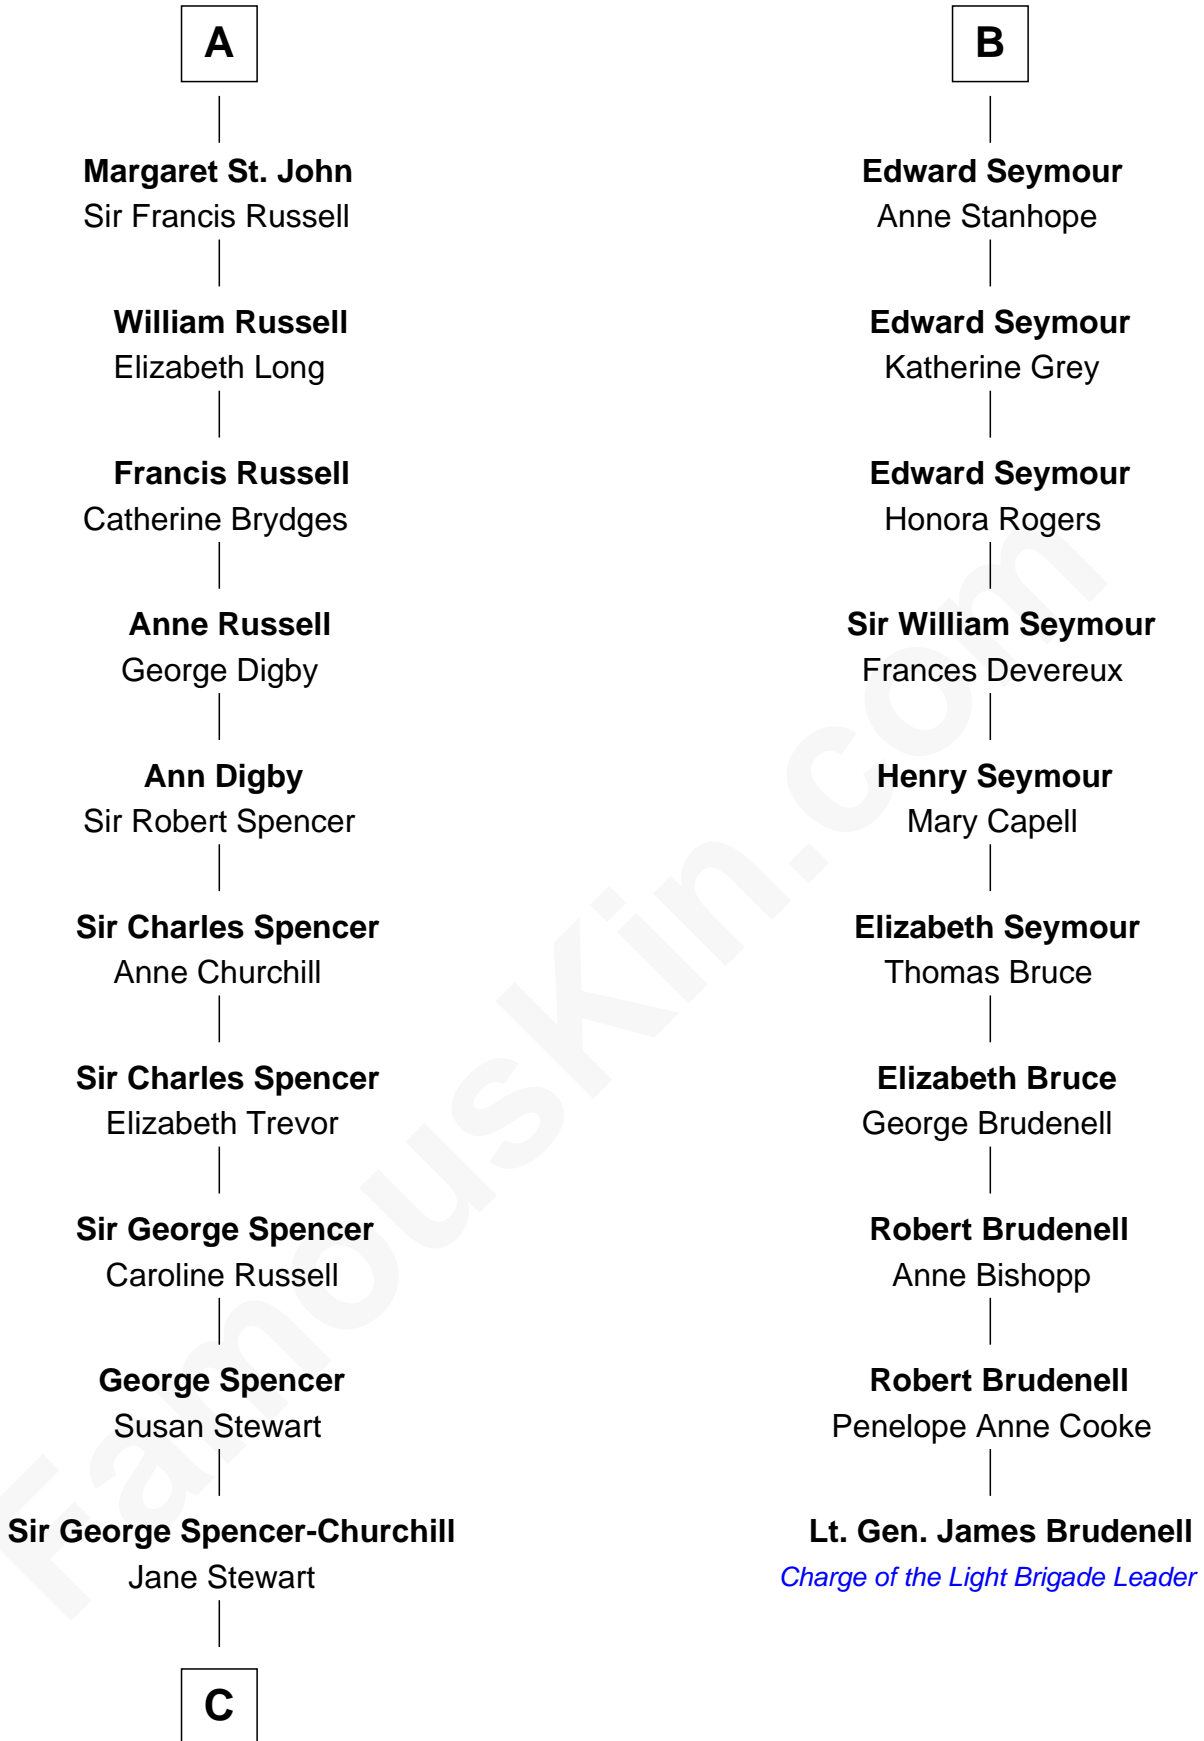 A
Margaret St. John
Sir Francis Russell
William Russell
Elizabeth Long
Francis Russell
Catherine Brydges
Anne Russell
George Digby
Ann Digby
Sir Robert Spencer
Sir Charles Spencer
Anne Churchill
Sir Charles Spencer
Elizabeth Trevor
Sir George Spencer
Caroline Russell
George Spencer
Susan Stewart
Sir George Spencer-Churchill
Jane Stewart
C
B
Edward Seymour
Anne Stanhope
Edward Seymour
Katherine Grey
Edward Seymour
Honora Rogers
Sir William Seymour
Frances Devereux
Henry Seymour
Mary Capell
Elizabeth Seymour
Thomas Bruce
Elizabeth Bruce
George Brudenell
Robert Brudenell
Anne Bishopp
Robert Brudenell
Penelope Anne Cooke
Lt. Gen. James Brudenell
Charge of the Light Brigade Leader
FamousKin.com